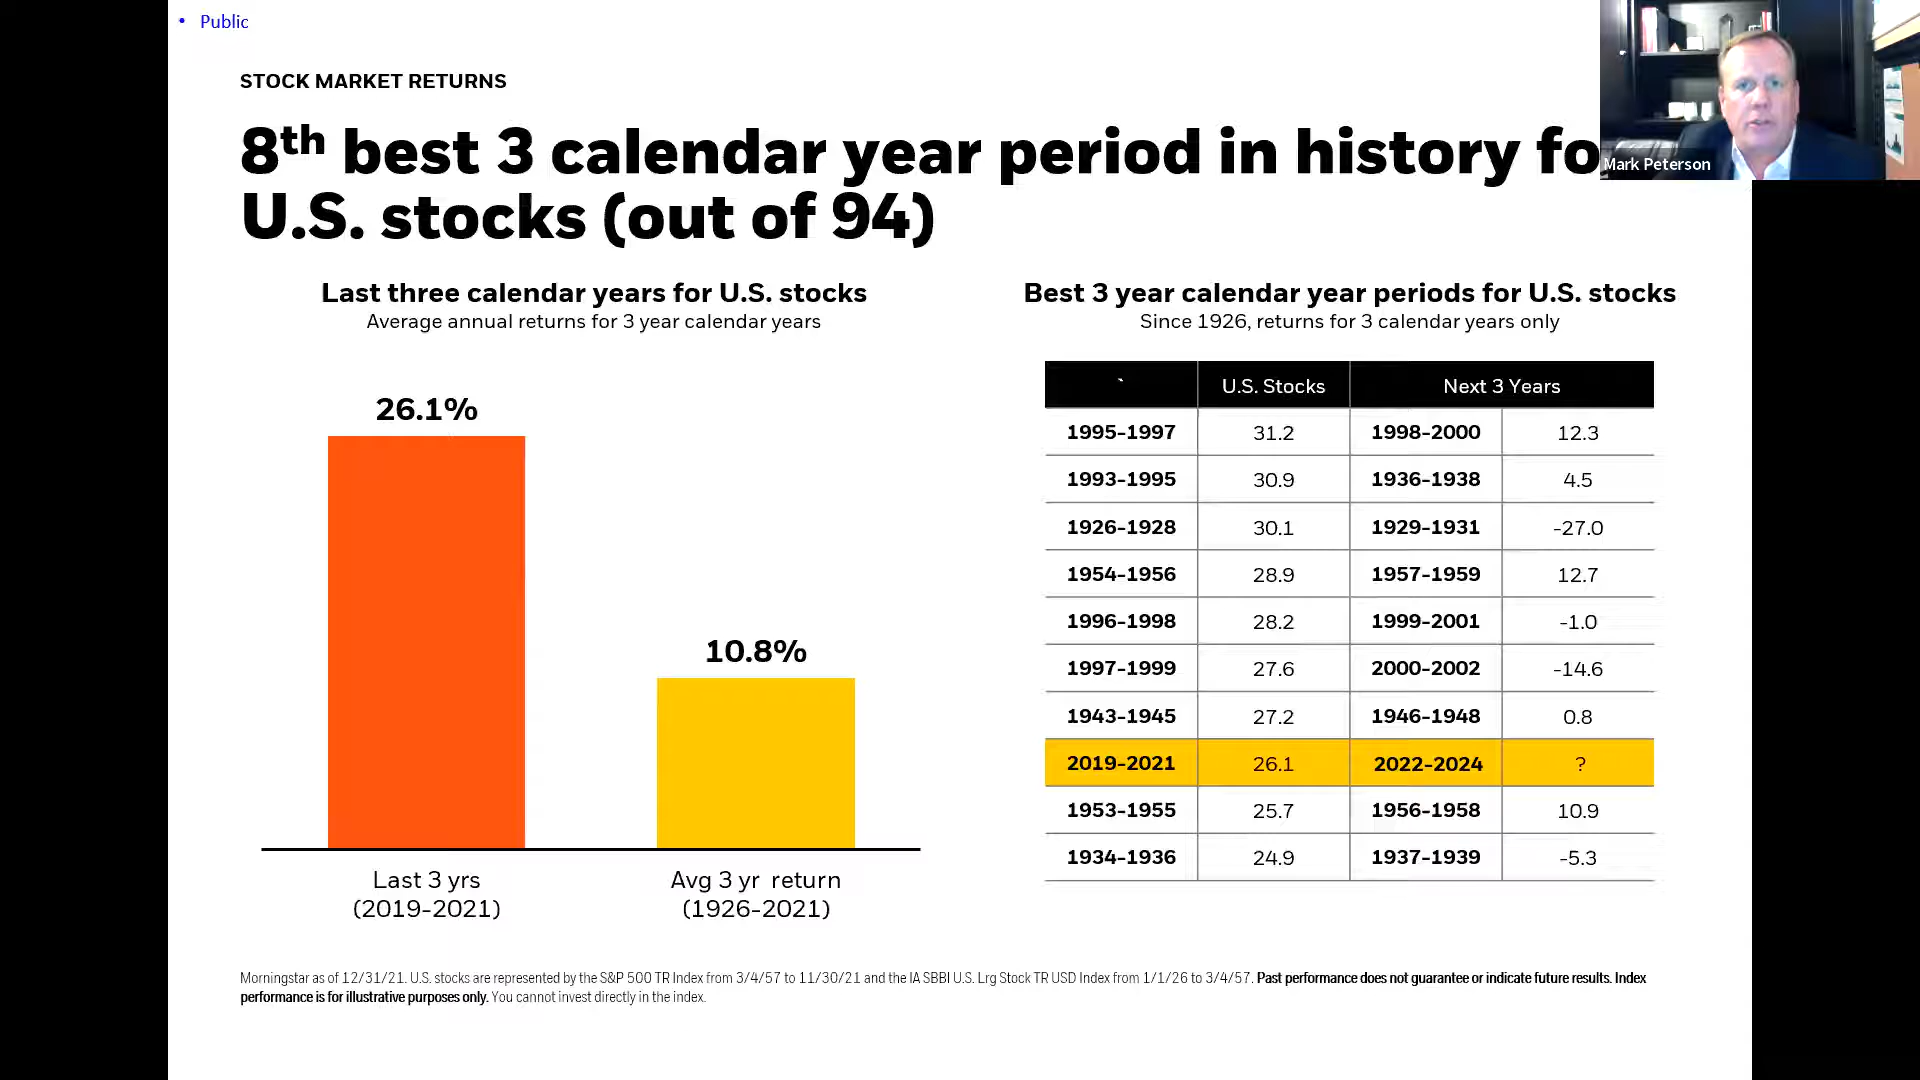 • Public
STOCK MARKET RETURNS
8th best 3 calendar year period in history fo
U.S. stocks (out of 94)
Mark Peterson
Last three calendar years for U.S. stocks
Average annual returns for 3 year calendar years
26.1%
10.8%
Last 3 yrs
(2019-2021)
Avg 3 yr return
(1926-2021)
Best 3 year calendar year periods for U.S. stocks
Since 1926, returns for 3 calendar years only
` U.S. Stocks Next 3 Years
1995-1997 31.2 1998-2000 12.3
1993-1995 30.9 1936-1938 4.5
1926-1928 30.1 1929-1931 -27.0
1954-1956 28.9 1957-1959 12.7
1996-1998 28.2 1999-2001 -1.0
1997-1999 27.6 2000-2002 -14.6
1943-1945 27.2 1946-1948 0.8
2019-2021 26.1 2022-2024 ?
1953-1955 25.7 1956-1958 10.9
1934-1936 24.9 1937-1939 -5.3
Morningstar as of 12/31/21. U.S. stocks are represented by the S&P 500 TR Index from 3/4/57 to 11/30/21 and the IA SBBI U.S. Lrg Stock TR USD Index from 1/1/26 to 3/4/57. Past performance does not guarantee or indicate future results. Index
performance is for illustrative purposes only. You cannot invest directly in the index.